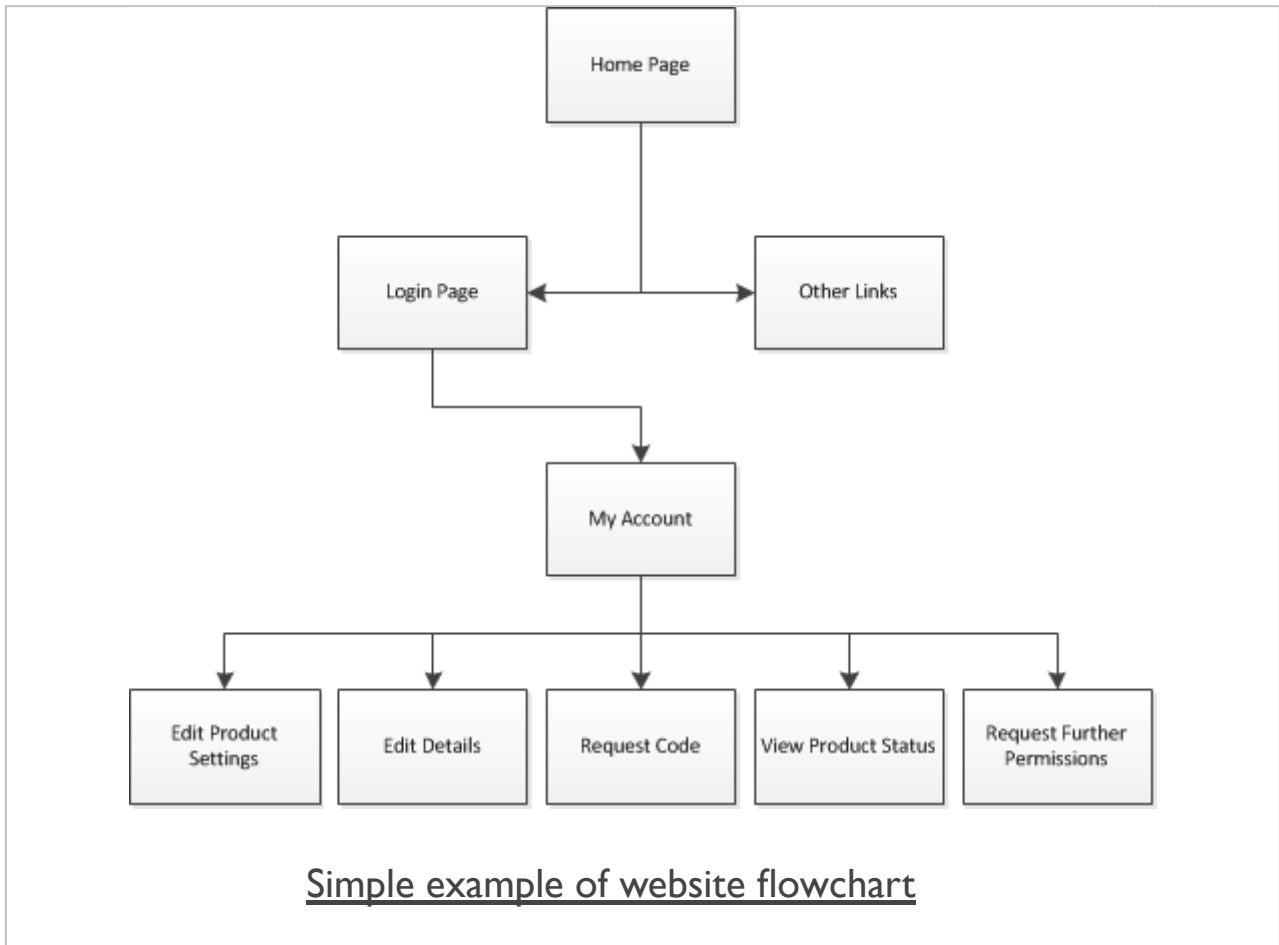 Home Page
Login Page
Other Links
My Account
Edit Product
Settings
Edit Details
Request Code
View Product Status
Request Further
Permissions
Simple example of website flowchart